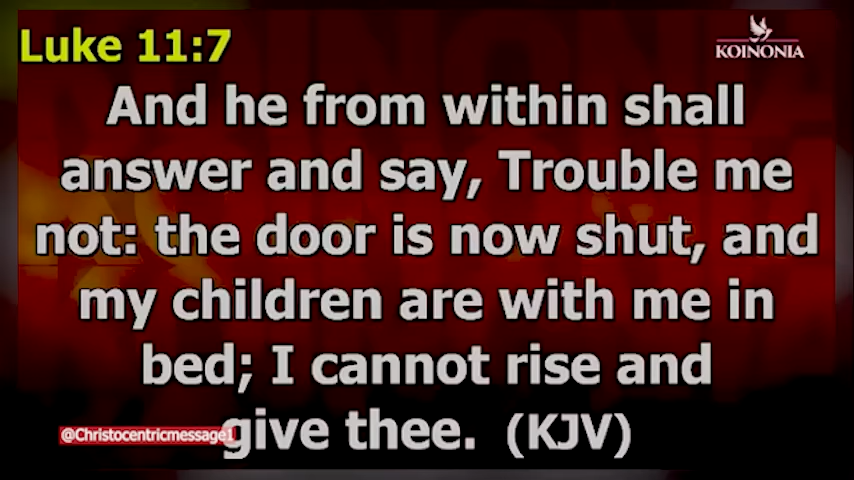 Luke 11:7
KOINONIA
And he from within shall
answer and say, Trouble me
not: the door is now shut, and
my children are with me in
bed; I cannot rise and
give thee. (KJV)
@Christocentricmessage1